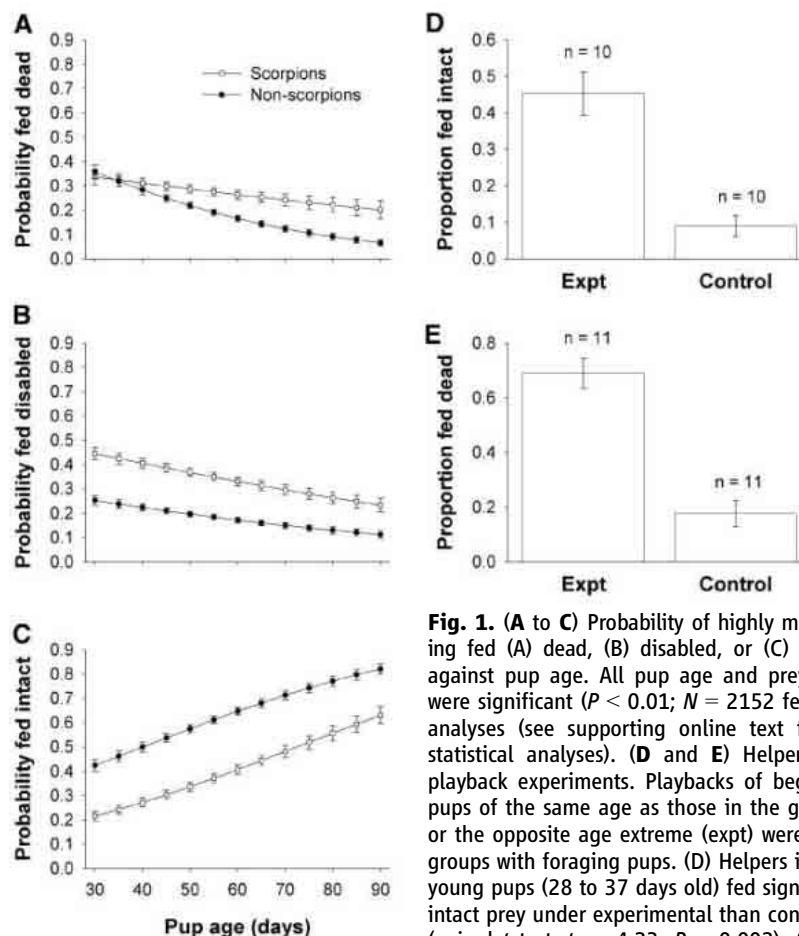 A
Probability fed dead
0.9
0.8
0.7
0.6
0.5
0.4
0.3
0.2
0.1
0.0
Scorpions
Non-scorpions
B
Probability fed disabled
0.9
0.8
0.7
0.6
0.5
0.4
0.3
0.2
0.1
0.0
C
Probability fed intact
0.9
0.8
0.7
0.6
0.5
0.4
0.3
0.2
0.1
0.0
30 40 50 60 70 80 90
Pup age (days)
D
Proportion fed intact
0.6
0.5
0.4
0.3
0.2
0.1
0.0
n = 10
n = 10
Expt Control
E
Proportion fed dead
0.8
0.6
0.4
0.2
0.0
n = 11
n = 11
Expt Control
Fig. 1. (A to C) Probability of highly m
ing fed (A) dead, (B) disabled, or (C)
against pup age. All pup age and prey
were significant (P < 0.01; N = 2152 fe
analyses (see supporting online text f
statistical analyses). (D and E) Helper
playback experiments. Playbacks of beg
pups of the same age as those in the g
or the opposite age extreme (expt) were
groups with foraging pups. (D) Helpers i
young pups (28 to 37 days old) fed sign
intact prey under experimental than con